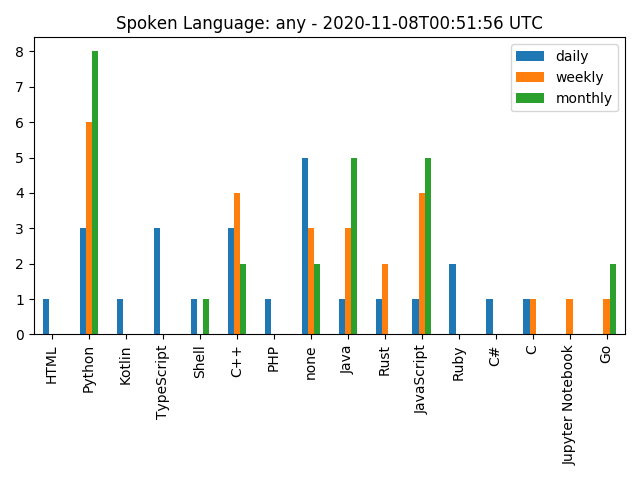 Spoken Language: any - 2020-11-08T00:51:56 UTC
daily
weekly
monthly
8
7
6
5
4
3
2
1
0
HTML
Python
Kotlin
TypeScript
Shell
C++
PHP
none
Java
Rust
JavaScript
Ruby
C#
C
Jupyter Notebook
Go